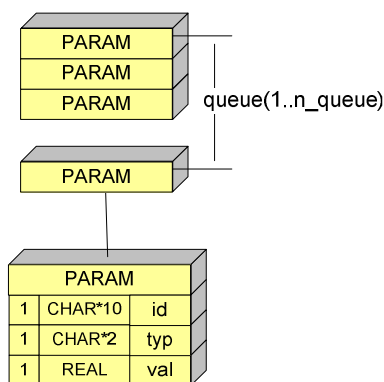 PARAM
PARAM
PARAM
queue(1..n_queue)
PARAM
PARAM
1 CHAR*10 id
1 CHAR*2 typ
1 REAL val